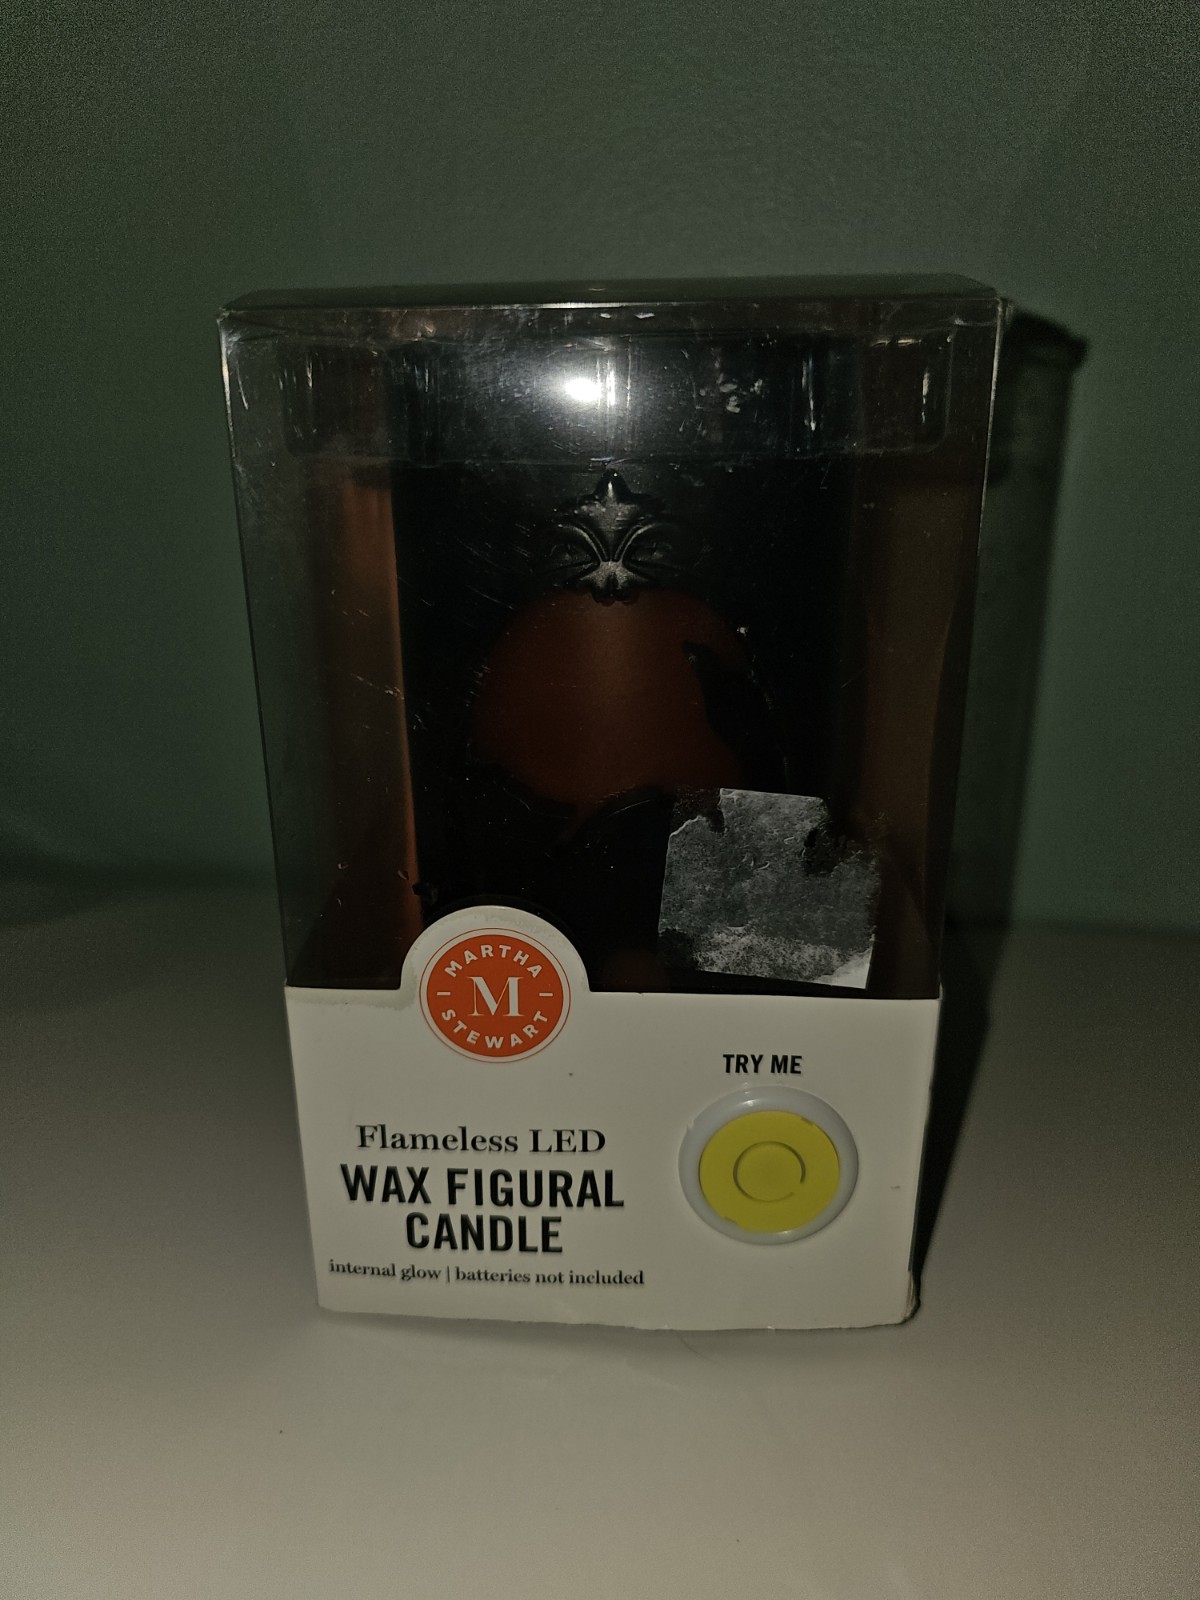 MARTHA
M
STEWART
TRY ME
Flameless LED
WAX FIGURAL
CANDLE
internal glow | batteries not included